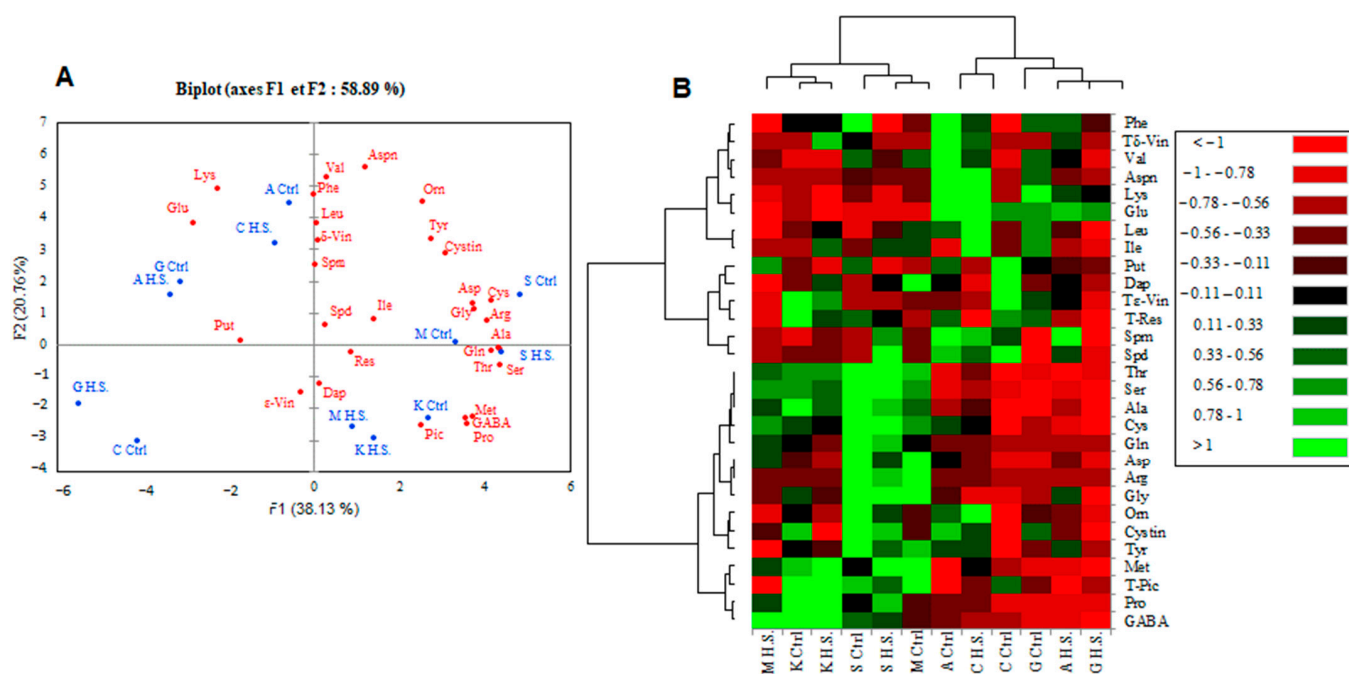 A
Biplot (axes F1 et F2 : 58.89 %)
7
6
5
4
3
2
1
0
−1
−2
−3
−4
F2 (20.76%)
−6
−4
−2
0
2
4
6
F1 (38.13 %)
Aspn
Val
Lys
A Ctrl
Phe
Orn
Glu
Leu
Tyr
C H.S.
δ-Vin
Cystin
Spm
G Ctrl
A H.S.
S Ctrl
Asp
Cys
Gly
Arg
Spd
Ile
Put
M Ctrl
Ala
Gln
S H.S.
Res
Thr
Ser
Dap
ε-Vin
G H.S.
K Ctrl
Met
M H.S.
GABA
Pic
Pro
C Ctrl
K H.S.
B
Phe
Tδ-Vin
Val
Aspn
Lys
Glu
Leu
Ile
Put
Dap
Tε-Vin
T-Res
Spm
Spd
Thr
Ser
Ala
Cys
Gln
Asp
Arg
Gly
Orn
Cystin
Tyr
Met
T-Pic
Pro
GABA
M H.S.
K Ctrl
K H.S.
S Ctrl
S H.S.
M Ctrl
A Ctrl
C H.S.
C Ctrl
G Ctrl
A H.S.
G H.S.
< −1
−1 - −0.78
−0.78 - −0.56
−0.56 - −0.33
−0.33 - −0.11
−0.11 - 0.11
0.11 - 0.33
0.33 - 0.56
0.56 - 0.78
0.78 - 1
> 1